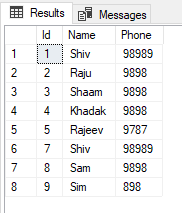 Results Messages
Id Name Phone
1 1 Shiv 98989
2 2 Raju 9898
3 3 Shaam 9898
4 4 Khadak 9898
5 5 Rajeev 9787
6 7 Shiv 98989
7 8 Sam 9898
8 9 Sim 898